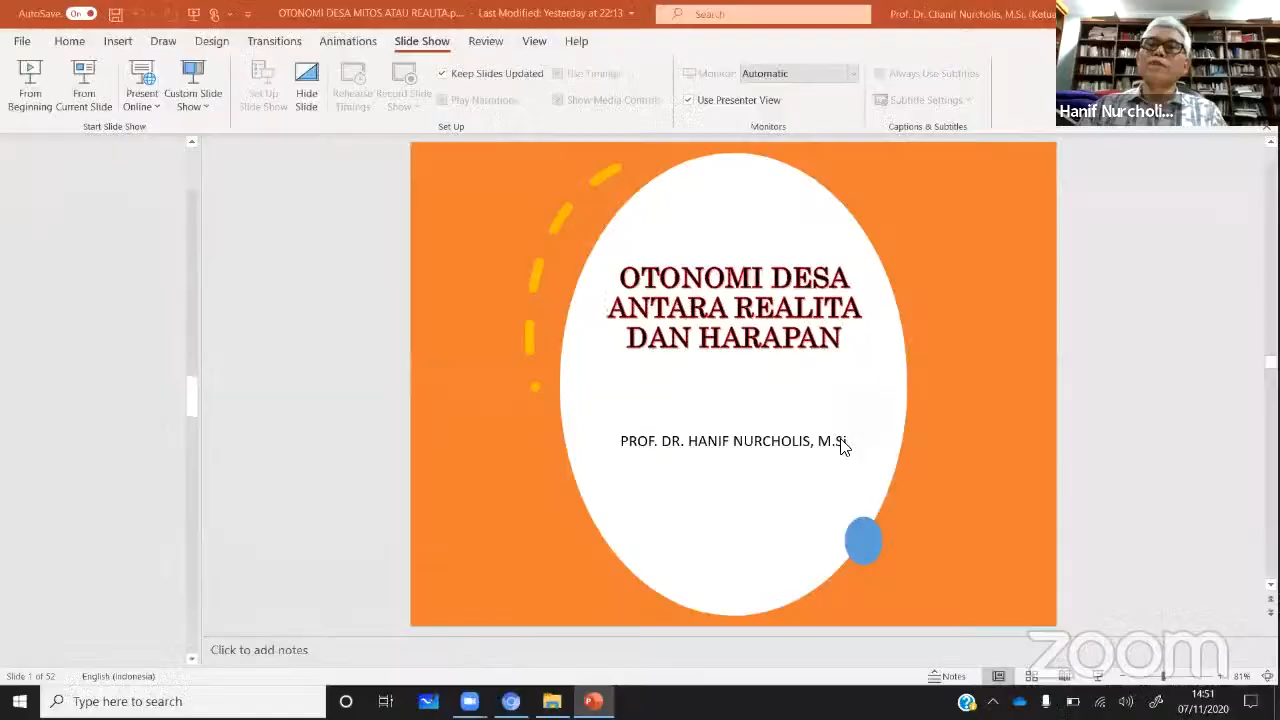 AutoSave On
OTONOMI DESA MITOS ATAU REALITA.p... - Last Modified: Yesterday at 22:13
Search
Prof. Dr. CHanif Nurcholis, M.Si. (Ketu
File Home Insert Draw Design Transitions Animations Slide Show Review View Help
From Beginning
From Current Slide
Present Online
Custom Slide Show
Set Up Slide Show
Hide Slide
Rehearse Timings
Record Slide Show
Keep Slides Updated
Use Timings
Play Narrations
Show Media Controls
Monitor: Automatic
Use Presenter View
Always Use Subtitles
Subtitle Settings
Start Slide Show
Set Up
Monitors
Captions & Subtitles
Hanif Nurcholi...
OTONOMI DESA
ANTARA REALITA
DAN HARAPAN
PROF. DR. HANIF NURCHOLIS, M.Si
Click to add notes
zoom
Slide 1 of 52 English (Indonesia)
Notes
81%
Type here to search
14:51
07/11/2020